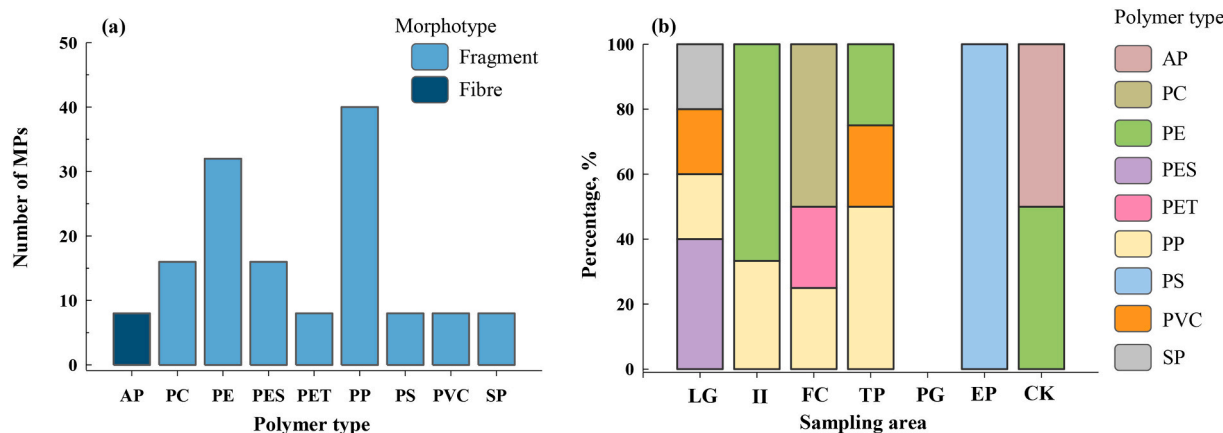 (a)
Morphotype
Fragment
Fibre
Number of MPs
50
40
30
20
10
0
AP PC PE PES PET PP PS PVC SP
Polymer type
(b)
Percentage, %
100
80
60
40
20
0
LG II FC TP PG EP CK
Sampling area
Polymer type
AP
PC
PE
PES
PET
PP
PS
PVC
SP